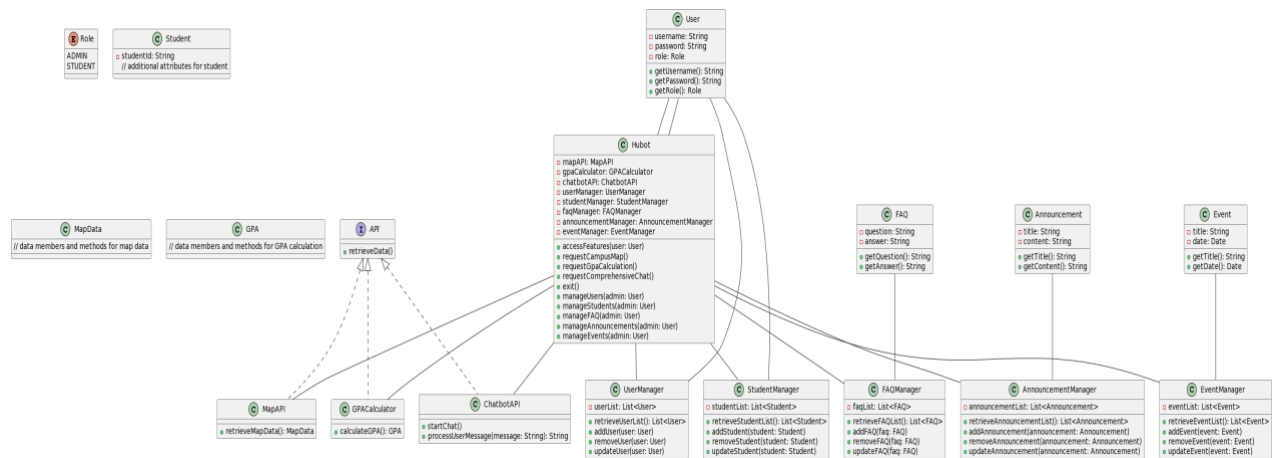 User
username: String
password: String
role: Role
getUsername(): String
getPassword(): String
getRole(): Role
E Role
ADMIN
STUDENT
C Student
studentId: String
// additional attributes for student
C Hubot
mapAPI: MapAPI
gpaCalculator: GPACalculator
chatbotAPI: ChatbotAPI
userManager: UserManager
studentManager: StudentManager
faqManager: FAQManager
announcementManager: AnnouncementManager
eventManager: EventManager
accessFeatures(user: User)
requestCampusMap()
requestGpaCalculation()
requestComprehensiveChat()
exit()
manageUsers(admin: User)
manageStudents(admin: User)
manageFAQ(admin: User)
manageAnnouncements(admin: User)
manageEvents(admin: User)
C MapData
// data members and methods for map data
C GPA
// data members and methods for GPA calculation
I API
retrieveData()
C FAQ
question: String
answer: String
getQuestion(): String
getAnswer(): String
C Announcement
title: String
content: String
getTitle(): String
getContent(): String
C Event
title: String
date: Date
getTitle(): String
getDate(): Date
C MapAPI
retrieveMapData(): MapData
C GPACalculator
calculateGPA(): GPA
C ChatbotAPI
startChat()
processUserMessage(message: String): String
C UserManager
userList: List<User>
retrieveUserList(): List<User>
addUser(user: User)
removeUser(user: User)
updateUser(user: User)
C StudentManager
studentList: List<Student>
retrieveStudentList(): List<Student>
addStudent(student: Student)
removeStudent(student: Student)
updateStudent(student: Student)
C FAQManager
faqList: List<FAQ>
retrieveFAQList(): List<FAQ>
addFAQ(faq: FAQ)
removeFAQ(faq: FAQ)
updateFAQ(faq: FAQ)
C AnnouncementManager
announcementList: List<Announcement>
retrieveAnnouncementList(): List<Announcement>
addAnnouncement(announcement: Announcement)
removeAnnouncement(announcement: Announcement)
updateAnnouncement(announcement: Announcement)
C EventManager
eventList: List<Event>
retrieveEventList(): List<Event>
addEvent(event: Event)
removeEvent(event: Event)
updateEvent(event: Event)